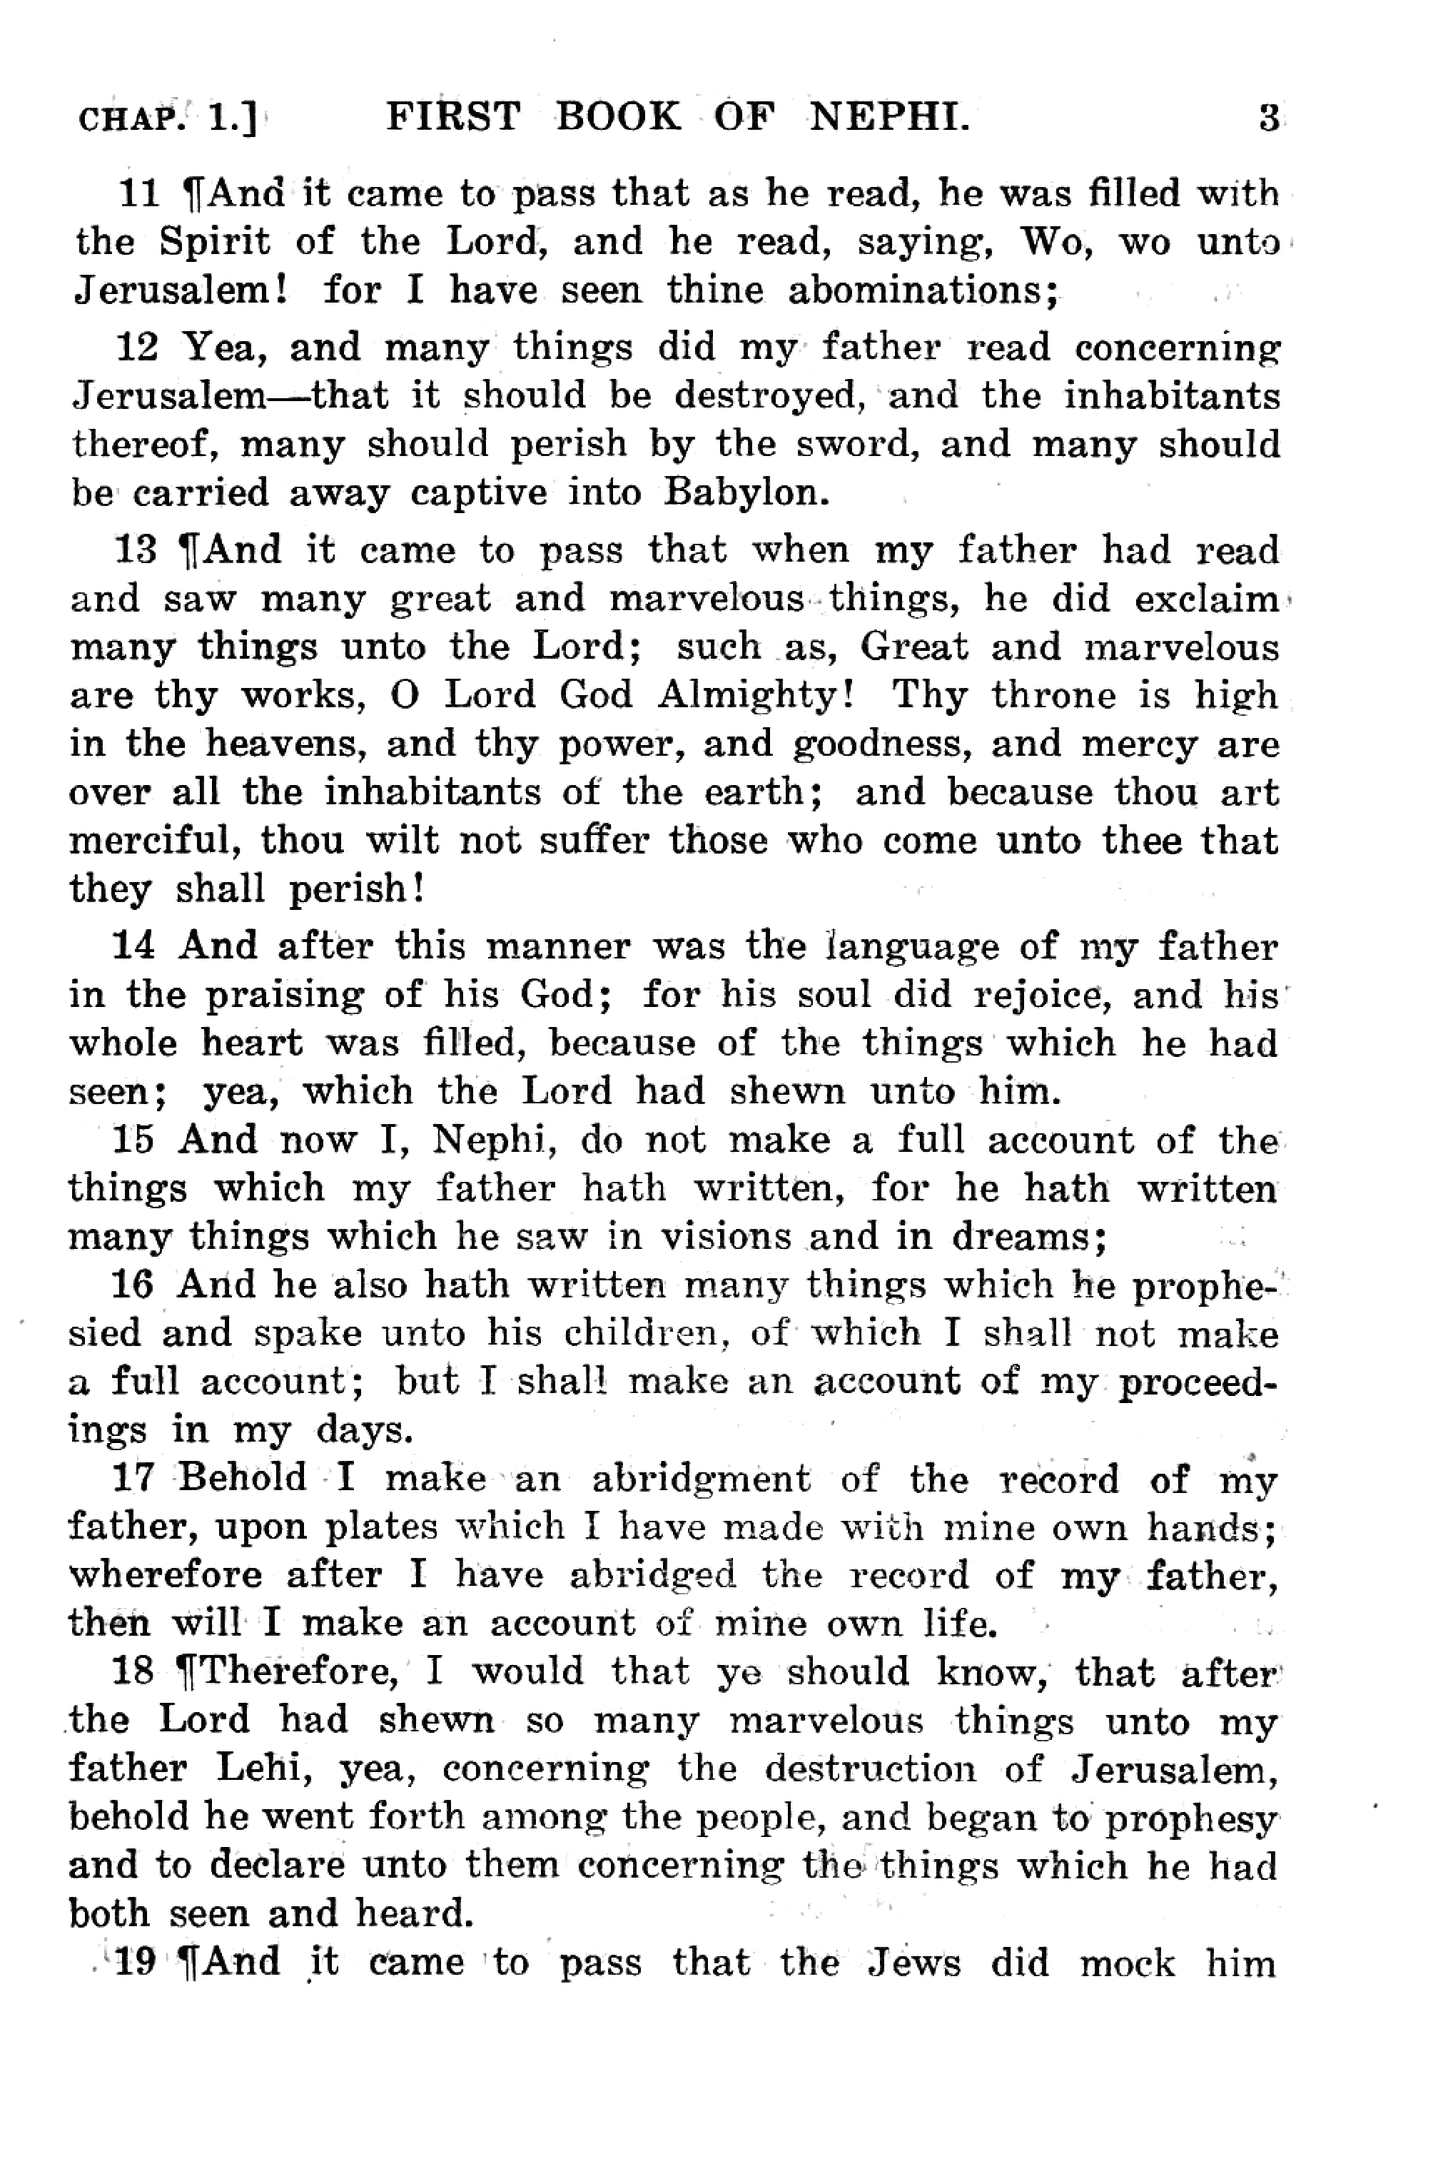 CHAP. 1.] FIRST BOOK OF NEPHI. 3
11 ¶And it came to pass that as he read, he was filled with
the Spirit of the Lord, and he read, saying, Wo, wo unto
Jerusalem! for I have seen thine abominations;
12 Yea, and many things did my father read concerning
Jerusalem—that it should be destroyed, and the inhabitants
thereof, many should perish by the sword, and many should
be carried away captive into Babylon.
13 ¶And it came to pass that when my father had read
and saw many great and marvelous things, he did exclaim
many things unto the Lord; such as, Great and marvelous
are thy works, O Lord God Almighty! Thy throne is high
in the heavens, and thy power, and goodness, and mercy are
over all the inhabitants of the earth; and because thou art
merciful, thou wilt not suffer those who come unto thee that
they shall perish!
14 And after this manner was the language of my father
in the praising of his God; for his soul did rejoice, and his
whole heart was filled, because of the things which he had
seen; yea, which the Lord had shewn unto him.
15 And now I, Nephi, do not make a full account of the
things which my father hath written, for he hath written
many things which he saw in visions and in dreams;
16 And he also hath written many things which he prophe-
sied and spake unto his children, of which I shall not make
a full account; but I shall make an account of my proceed-
ings in my days.
17 Behold I make an abridgment of the record of my
father, upon plates which I have made with mine own hands;
wherefore after I have abridged the record of my father,
then will I make an account of mine own life.
18 ¶Therefore, I would that ye should know, that after
the Lord had shewn so many marvelous things unto my
father Lehi, yea, concerning the destruction of Jerusalem,
behold he went forth among the people, and began to prophesy
and to declare unto them concerning the things which he had
both seen and heard.
19 ¶And it came to pass that the Jews did mock him